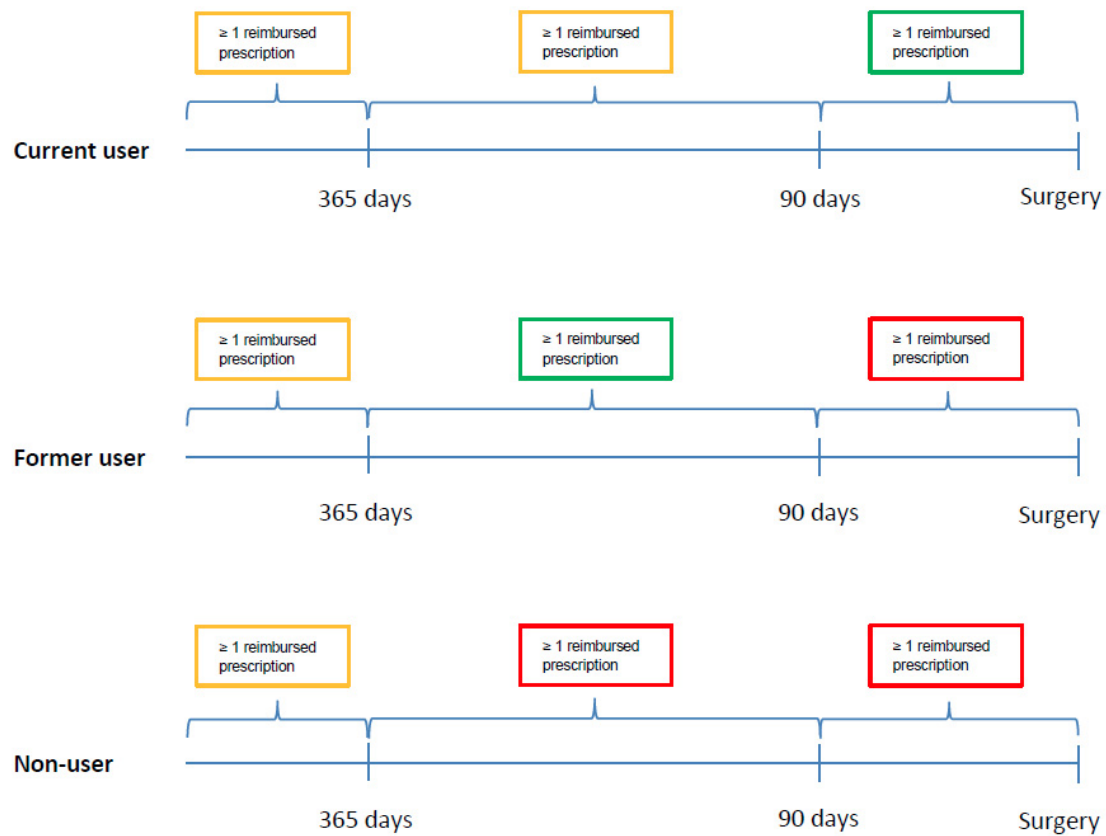 ≥ 1 reimbursed
prescription
≥ 1 reimbursed
prescription
≥ 1 reimbursed
prescription
Current user
365 days
90 days
Surgery
≥ 1 reimbursed
prescription
≥ 1 reimbursed
prescription
≥ 1 reimbursed
prescription
Former user
365 days
90 days
Surgery
≥ 1 reimbursed
prescription
≥ 1 reimbursed
prescription
≥ 1 reimbursed
prescription
Non-user
365 days
90 days
Surgery